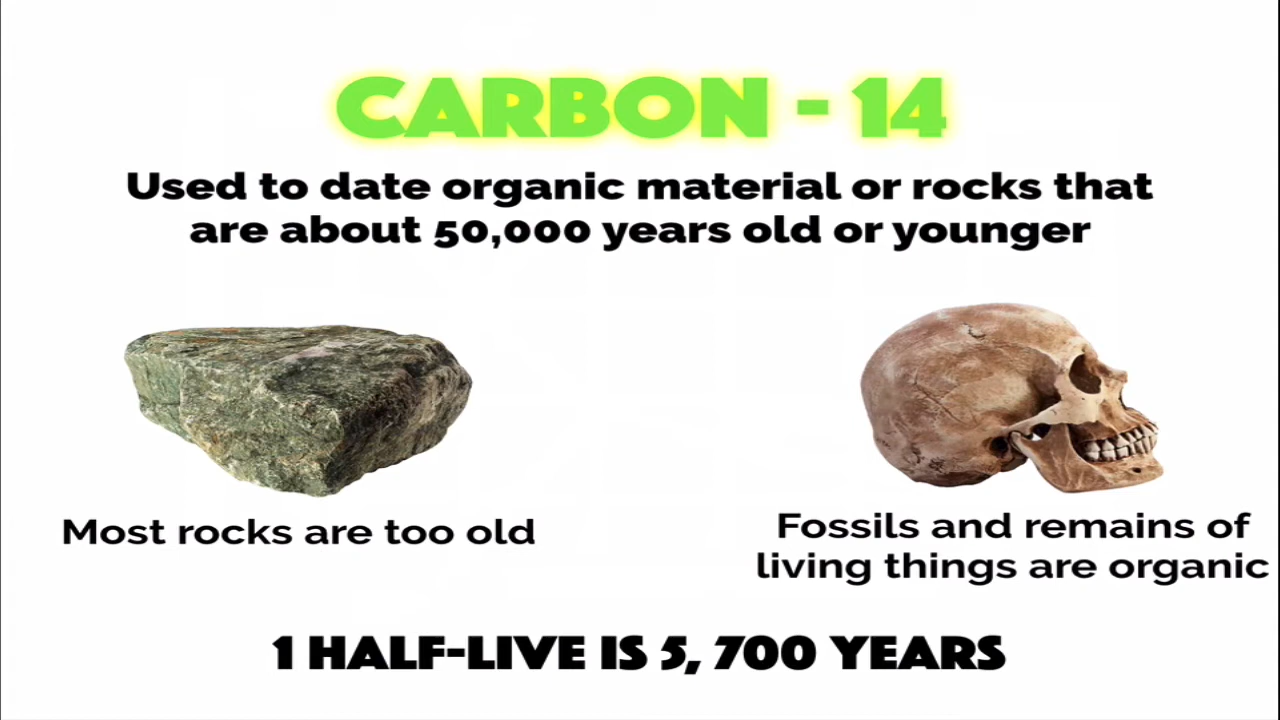 CARBON - 14
Used to date organic material or rocks that
are about 50,000 years old or younger
Most rocks are too old
Fossils and remains of
living things are organic
1 HALF-LIVE IS 5, 700 YEARS